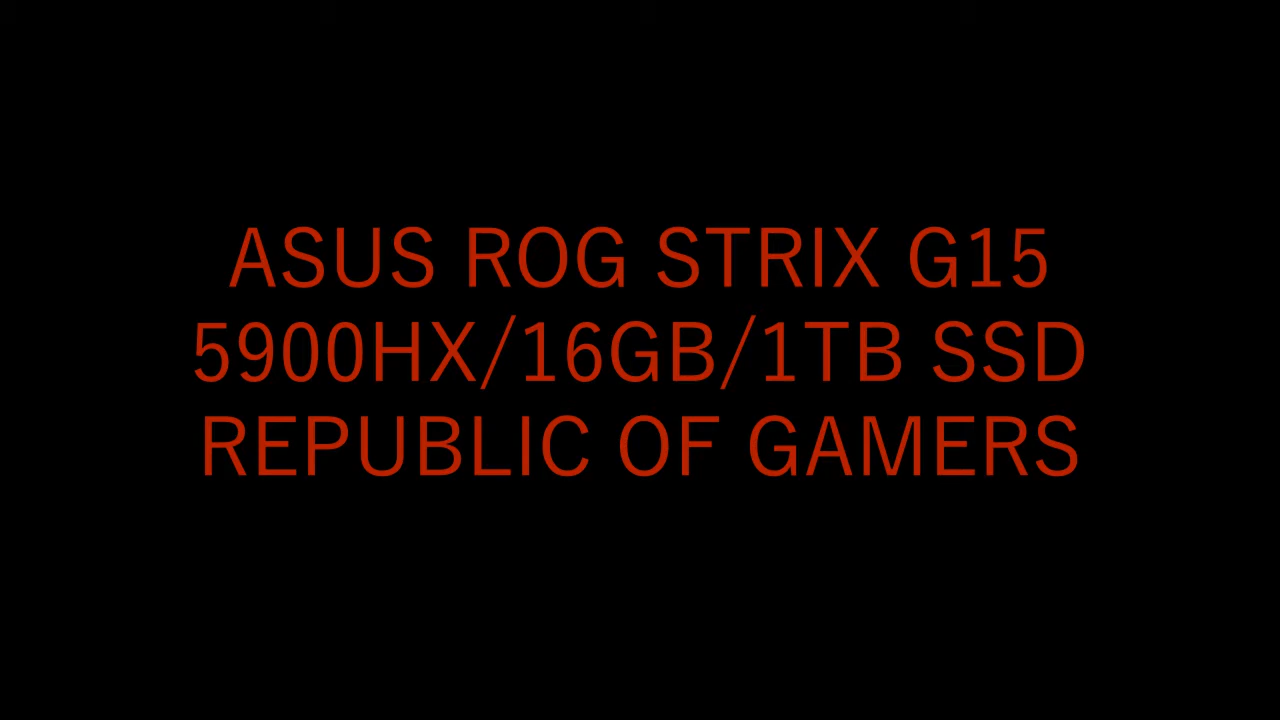 ASUS ROG STRIX G15
5900HX/16GB/1TB SSD
REPUBLIC OF GAMERS